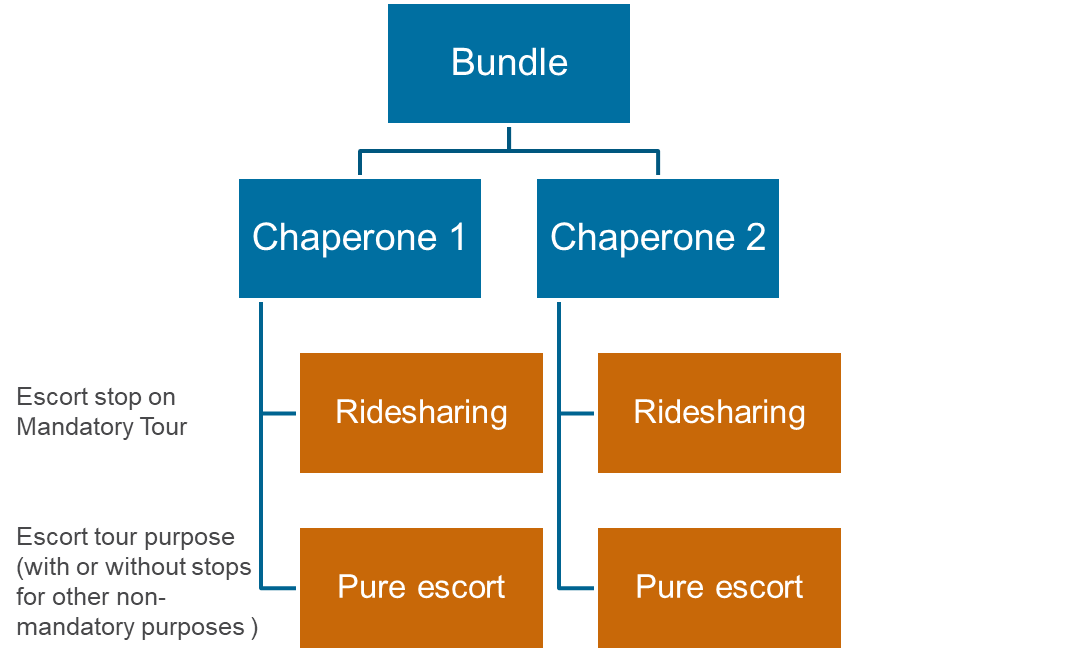 Bundle
Chaperone 1
Chaperone 2
Escort stop on
Mandatory Tour
Ridesharing
Ridesharing
Escort tour purpose
(with or without stops
for other non-
mandatory purposes )
Pure escort
Pure escort